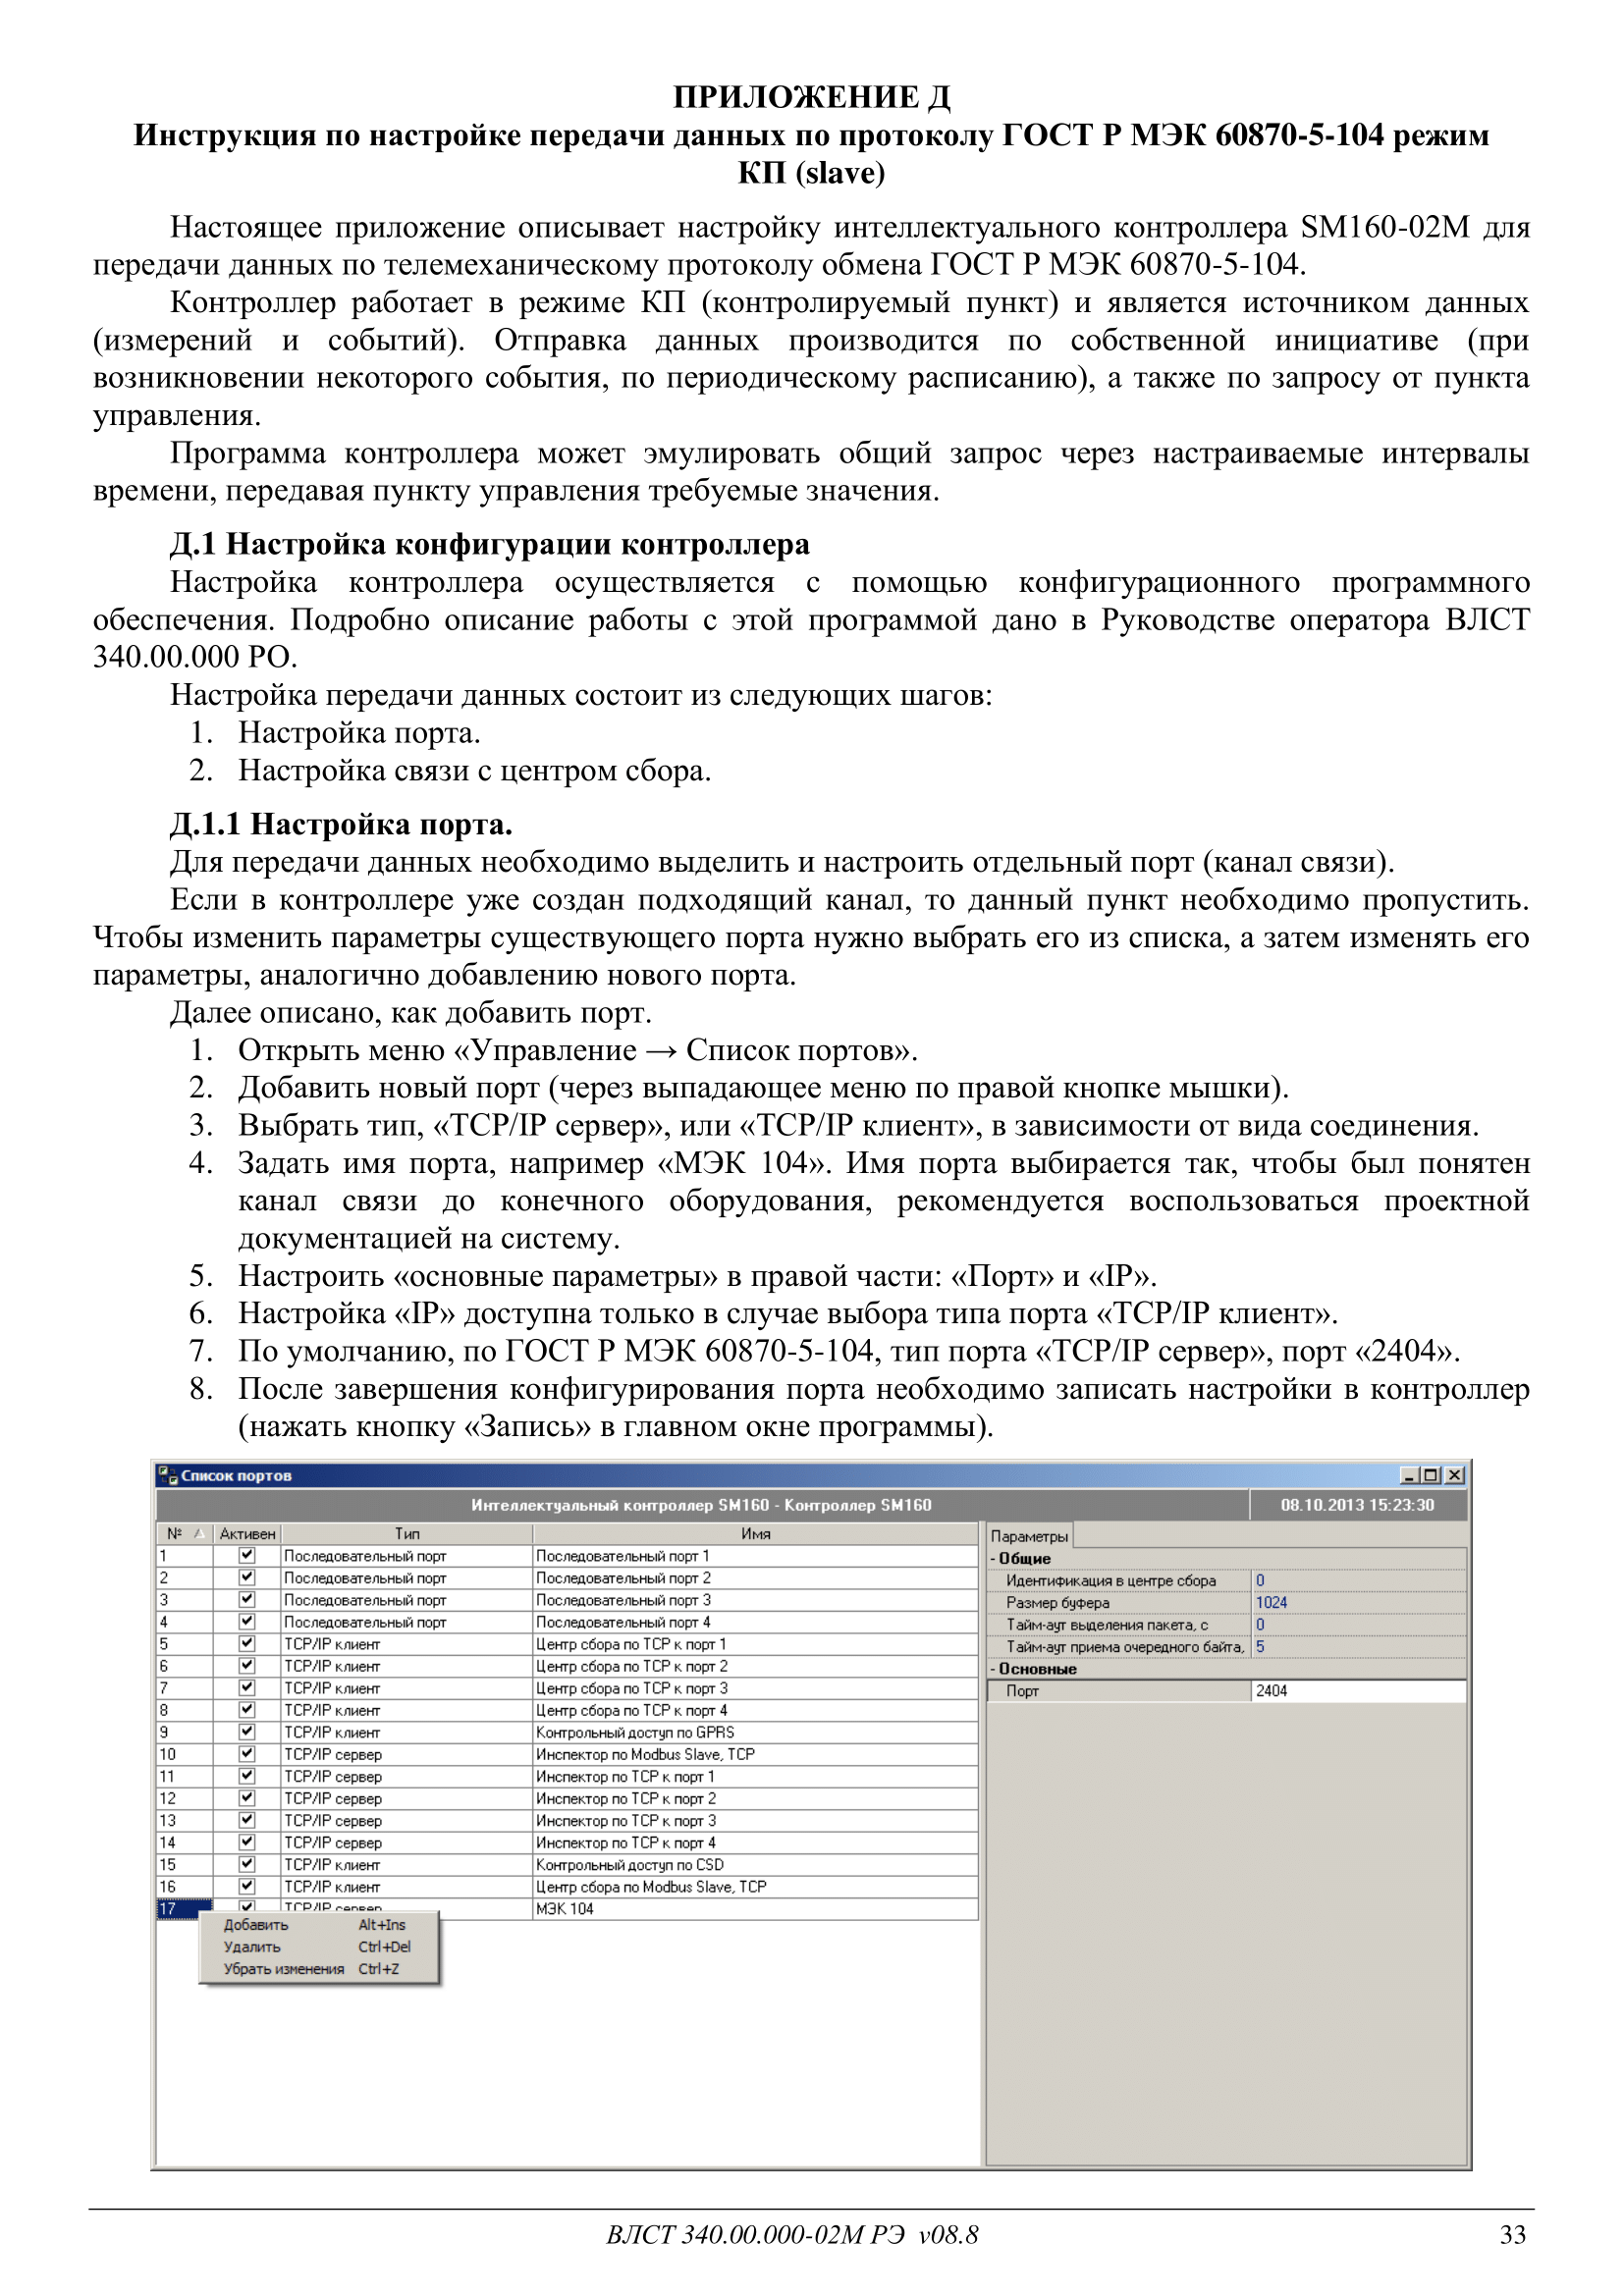 ПРИЛОЖЕНИЕ Д
Инструкция по настройке передачи данных по протоколу ГОСТ Р МЭК 60870-5-104 режим
КП (slave)
Настоящее приложение описывает настройку интеллектуального контроллера SM160-02M для
передачи данных по телемеханическому протоколу обмена ГОСТ Р МЭК 60870-5-104.
Контроллер работает в режиме КП (контролируемый пункт) и является источником данных
(измерений и событий). Отправка данных производится по собственной инициативе (при
возникновении некоторого события, по периодическому расписанию), а также по запросу от пункта
управления.
Программа контроллера может эмулировать общий запрос через настраиваемые интервалы
времени, передавая пункту управления требуемые значения.
Д.1 Настройка конфигурации контроллера
Настройка контроллера осуществляется с помощью конфигурационного программного
обеспечения. Подробно описание работы с этой программой дано в Руководстве оператора ВЛСТ
340.00.000 РО.
Настройка передачи данных состоит из следующих шагов:
1. Настройка порта.
2. Настройка связи с центром сбора.
Д.1.1 Настройка порта.
Для передачи данных необходимо выделить и настроить отдельный порт (канал связи).
Если в контроллере уже создан подходящий канал, то данный пункт необходимо пропустить.
Чтобы изменить параметры существующего порта нужно выбрать его из списка, а затем изменять его
параметры, аналогично добавлению нового порта.
Далее описано, как добавить порт.
1. Открыть меню «Управление → Список портов».
2. Добавить новый порт (через выпадающее меню по правой кнопке мышки).
3. Выбрать тип, «TCP/IP сервер», или «TCP/IP клиент», в зависимости от вида соединения.
4. Задать имя порта, например «МЭК 104». Имя порта выбирается так, чтобы был понятен
канал связи до конечного оборудования, рекомендуется воспользоваться проектной
документацией на систему.
5. Настроить «основные параметры» в правой части: «Порт» и «IP».
6. Настройка «IP» доступна только в случае выбора типа порта «TCP/IP клиент».
7. По умолчанию, по ГОСТ Р МЭК 60870-5-104, тип порта «TCP/IP сервер», порт «2404».
8. После завершения конфигурирования порта необходимо записать настройки в контроллер
(нажать кнопку «Запись» в главном окне программы).
Список портов
Интеллектуальный контроллер SM160 - Контроллер SM160 08.10.2013 15:23:30
№ Активен Тип Имя
1 Последовательный порт Последовательный порт 1
2 Последовательный порт Последовательный порт 2
3 Последовательный порт Последовательный порт 3
4 Последовательный порт Последовательный порт 4
5 TCP/IP клиент Центр сбора по TCP к порт 1
6 TCP/IP клиент Центр сбора по TCP к порт 2
7 TCP/IP клиент Центр сбора по TCP к порт 3
8 TCP/IP клиент Центр сбора по TCP к порт 4
9 TCP/IP клиент Контрольный доступ по GPRS
10 TCP/IP сервер Инспектор по Modbus Slave, TCP
11 TCP/IP сервер Инспектор по TCP к порт 1
12 TCP/IP сервер Инспектор по TCP к порт 2
13 TCP/IP сервер Инспектор по TCP к порт 3
14 TCP/IP сервер Инспектор по TCP к порт 4
15 TCP/IP клиент Контрольный доступ по CSD
16 TCP/IP клиент Центр сбора по Modbus Slave, TCP
17 TCP/IP сервер МЭК 104
Добавить Alt+Ins
Удалить Ctrl+Del
Убрать изменения Ctrl+Z
Параметры
- Общие
Идентификация в центре сбора 0
Размер буфера 1024
Тайм-аут выделения пакета, с 0
Тайм-аут приема очередного байта, 5
- Основные
Порт 2404
ВЛСТ 340.00.000-02М РЭ v08.8 33